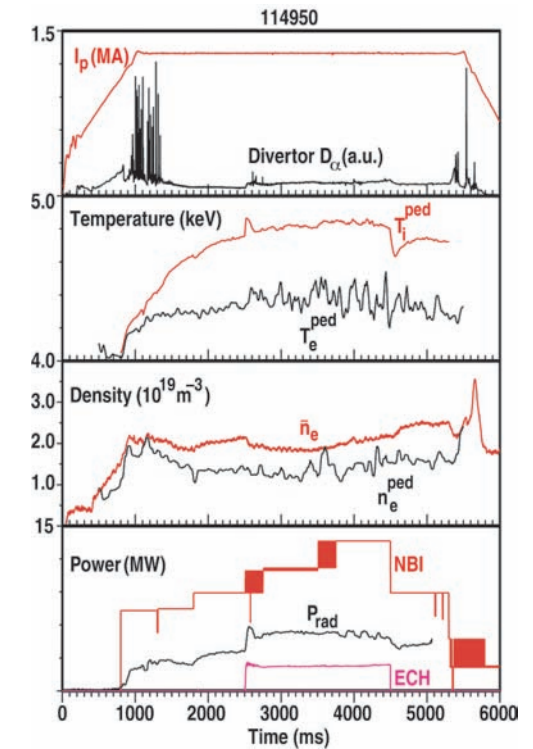 114950
1.5
I_p (MA)
Divertor D_α (a.u.)
5.0
Temperature (keV)
T_i^ped
T_e^ped
4.0
Density (10^19 m^–3)
3.0
n̄_e
2.0
1.0
n_e^ped
15
Power (MW)
NBI
P_rad
ECH
0 1000 2000 3000 4000 5000 6000
Time (ms)